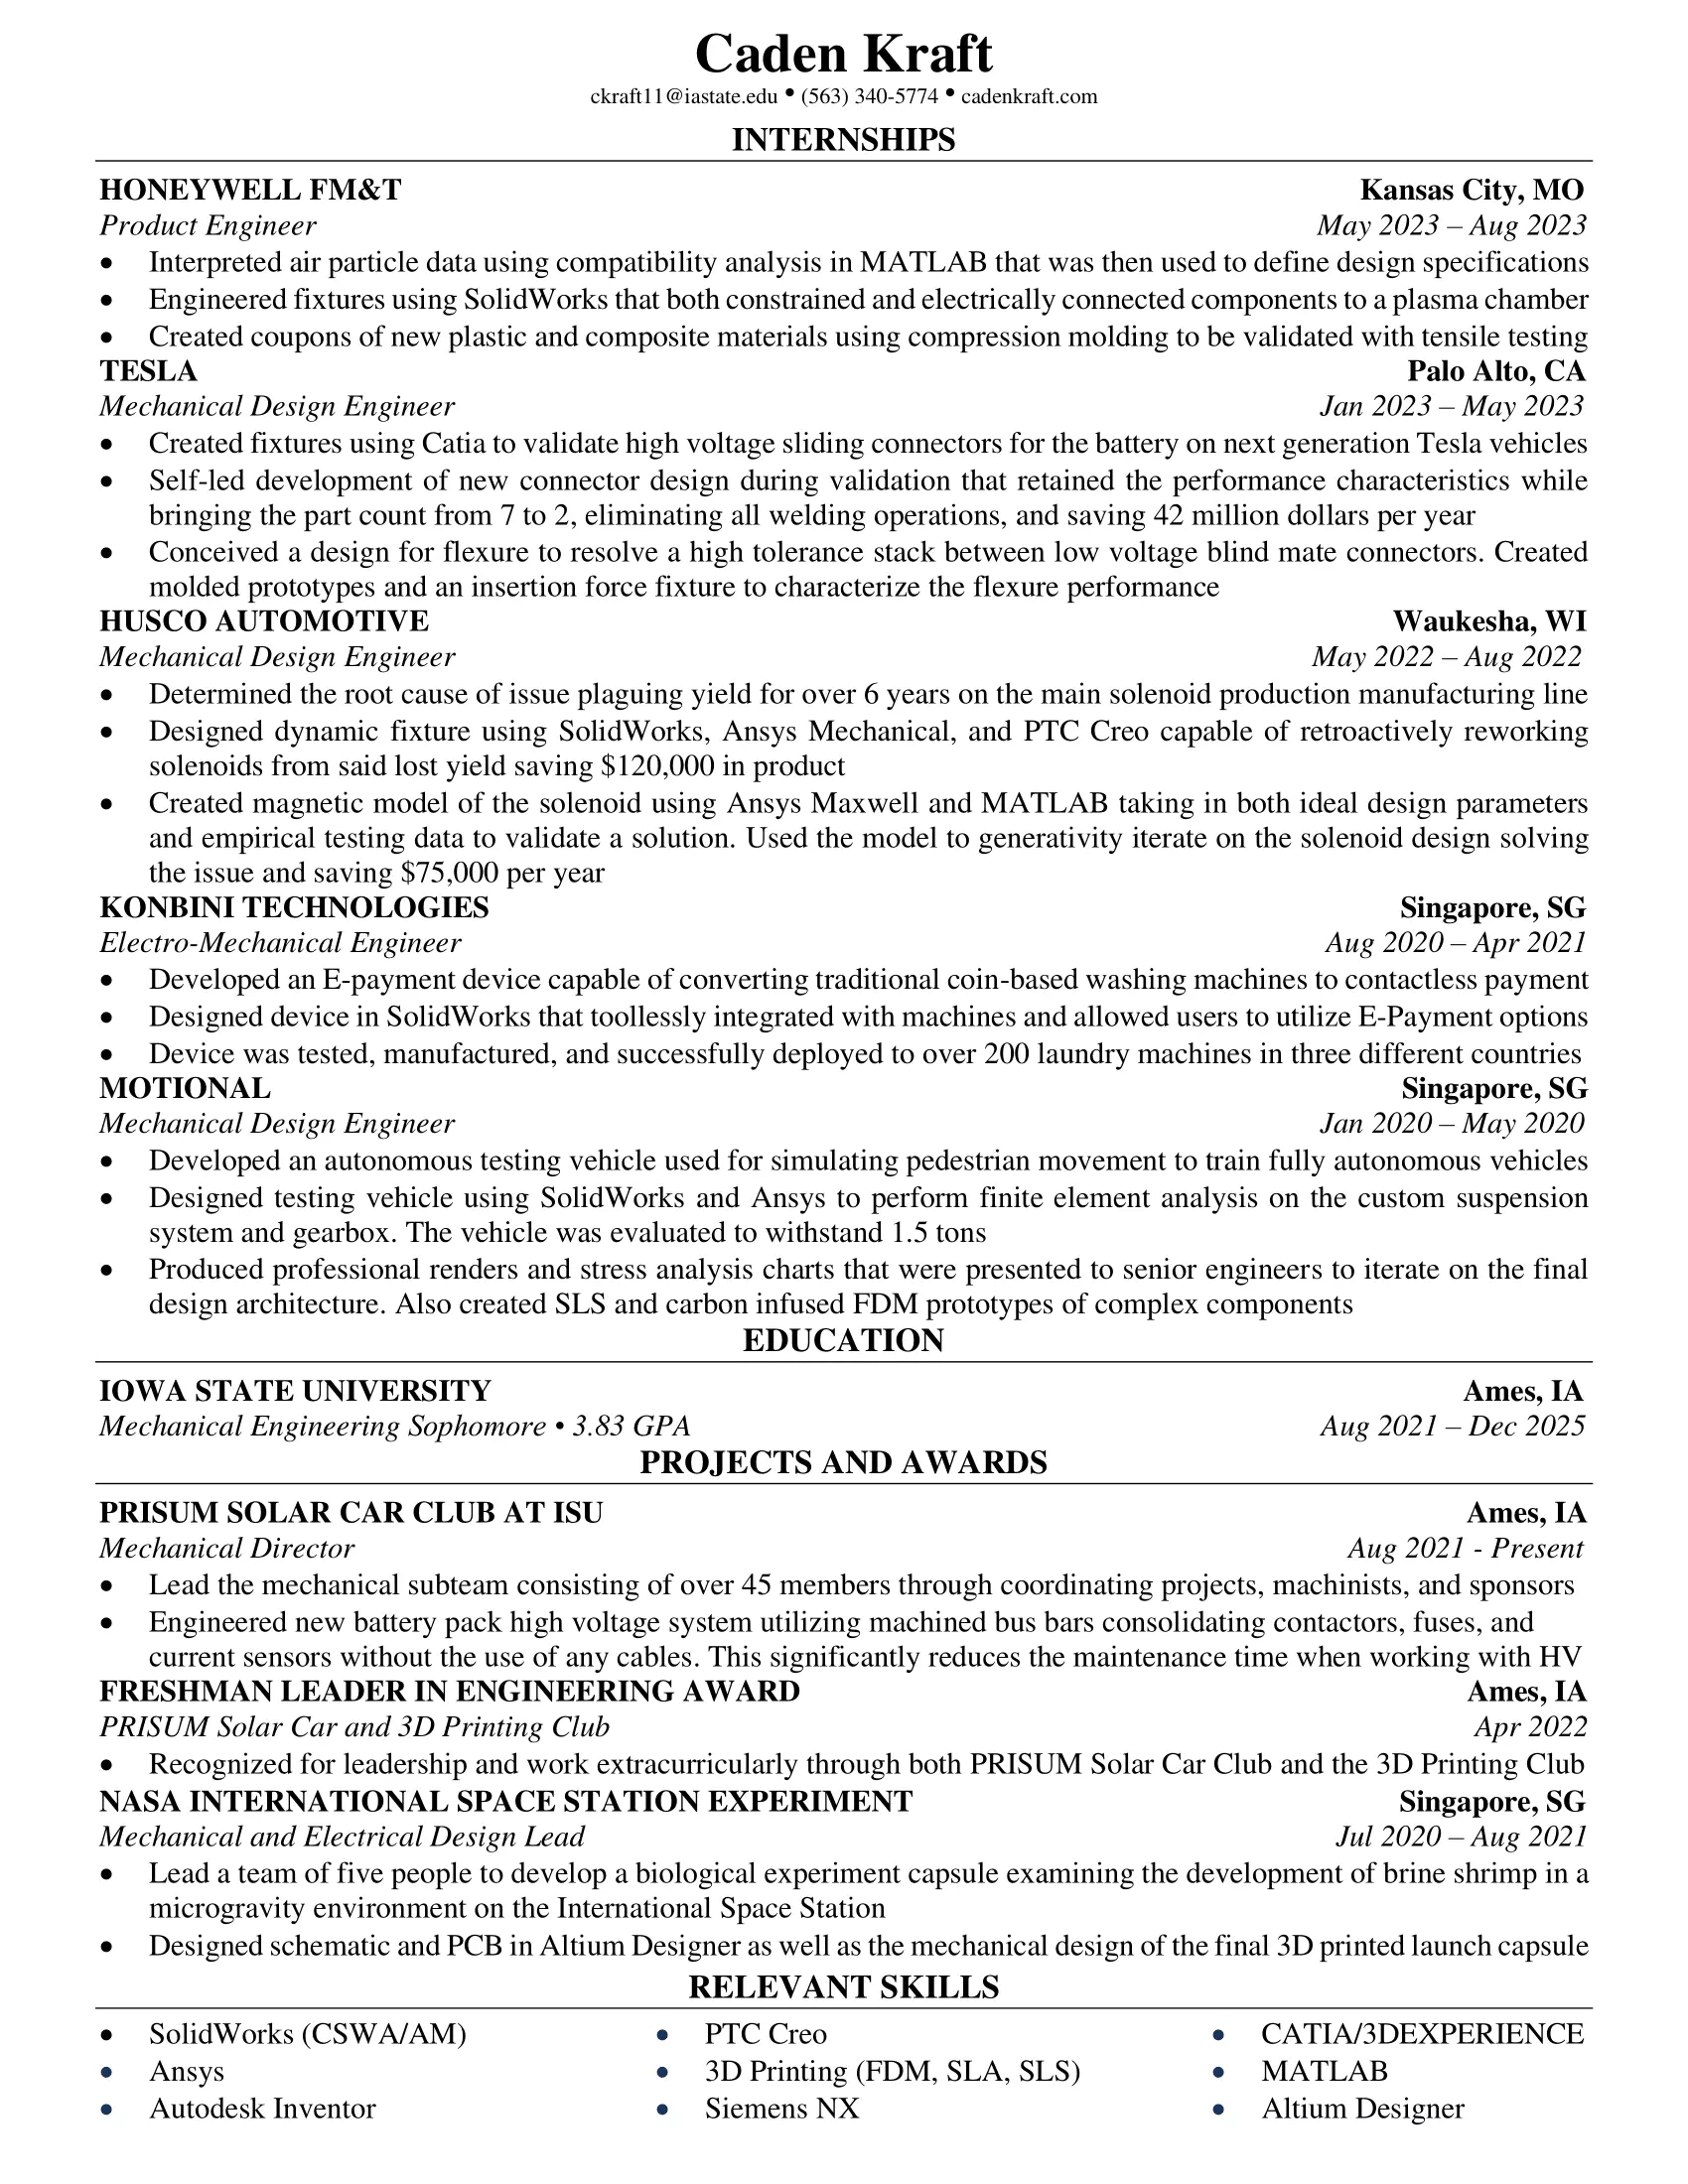 Caden Kraft
ckraft11@iastate.edu • (563) 340-5774 • cadenkraft.com
INTERNSHIPS
HONEYWELL FM&T Kansas City, MO
Product Engineer May 2023 – Aug 2023
• Interpreted air particle data using compatibility analysis in MATLAB that was then used to define design specifications
• Engineered fixtures using SolidWorks that both constrained and electrically connected components to a plasma chamber
• Created coupons of new plastic and composite materials using compression molding to be validated with tensile testing
TESLA Palo Alto, CA
Mechanical Design Engineer Jan 2023 – May 2023
• Created fixtures using Catia to validate high voltage sliding connectors for the battery on next generation Tesla vehicles
• Self-led development of new connector design during validation that retained the performance characteristics while
bringing the part count from 7 to 2, eliminating all welding operations, and saving 42 million dollars per year
• Conceived a design for flexure to resolve a high tolerance stack between low voltage blind mate connectors. Created
molded prototypes and an insertion force fixture to characterize the flexure performance
HUSCO AUTOMOTIVE Waukesha, WI
Mechanical Design Engineer May 2022 – Aug 2022
• Determined the root cause of issue plaguing yield for over 6 years on the main solenoid production manufacturing line
• Designed dynamic fixture using SolidWorks, Ansys Mechanical, and PTC Creo capable of retroactively reworking
solenoids from said lost yield saving $120,000 in product
• Created magnetic model of the solenoid using Ansys Maxwell and MATLAB taking in both ideal design parameters
and empirical testing data to validate a solution. Used the model to generativity iterate on the solenoid design solving
the issue and saving $75,000 per year
KONBINI TECHNOLOGIES Singapore, SG
Electro-Mechanical Engineer Aug 2020 – Apr 2021
• Developed an E-payment device capable of converting traditional coin-based washing machines to contactless payment
• Designed device in SolidWorks that toollessly integrated with machines and allowed users to utilize E-Payment options
• Device was tested, manufactured, and successfully deployed to over 200 laundry machines in three different countries
MOTIONAL Singapore, SG
Mechanical Design Engineer Jan 2020 – May 2020
• Developed an autonomous testing vehicle used for simulating pedestrian movement to train fully autonomous vehicles
• Designed testing vehicle using SolidWorks and Ansys to perform finite element analysis on the custom suspension
system and gearbox. The vehicle was evaluated to withstand 1.5 tons
• Produced professional renders and stress analysis charts that were presented to senior engineers to iterate on the final
design architecture. Also created SLS and carbon infused FDM prototypes of complex components
EDUCATION
IOWA STATE UNIVERSITY Ames, IA
Mechanical Engineering Sophomore • 3.83 GPA Aug 2021 – Dec 2025
PROJECTS AND AWARDS
PRISUM SOLAR CAR CLUB AT ISU Ames, IA
Mechanical Director Aug 2021 - Present
• Lead the mechanical subteam consisting of over 45 members through coordinating projects, machinists, and sponsors
• Engineered new battery pack high voltage system utilizing machined bus bars consolidating contactors, fuses, and
current sensors without the use of any cables. This significantly reduces the maintenance time when working with HV
FRESHMAN LEADER IN ENGINEERING AWARD Ames, IA
PRISUM Solar Car and 3D Printing Club Apr 2022
• Recognized for leadership and work extracurricularly through both PRISUM Solar Car Club and the 3D Printing Club
NASA INTERNATIONAL SPACE STATION EXPERIMENT Singapore, SG
Mechanical and Electrical Design Lead Jul 2020 – Aug 2021
• Lead a team of five people to develop a biological experiment capsule examining the development of brine shrimp in a
microgravity environment on the International Space Station
• Designed schematic and PCB in Altium Designer as well as the mechanical design of the final 3D printed launch capsule
RELEVANT SKILLS
• SolidWorks (CSWA/AM) • PTC Creo • CATIA/3DEXPERIENCE
• Ansys • 3D Printing (FDM, SLA, SLS) • MATLAB
• Autodesk Inventor • Siemens NX • Altium Designer